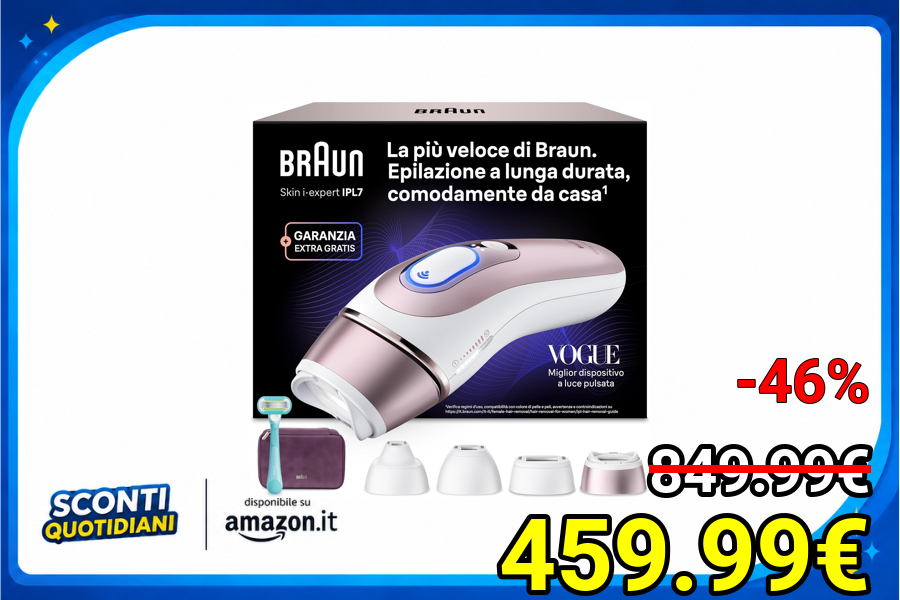 BRAUN
BRAUN
Skin i·expert IPL7
La più veloce di Braun.
Epilazione a lunga durata,
comodamente da casa¹
+ GARANZIA
EXTRA GRATIS
VOGUE
Miglior dispositivo
a luce pulsata
-46%
849.99€
459.99€
SCONTI
QUOTIDIANI
disponibile su
amazon.it